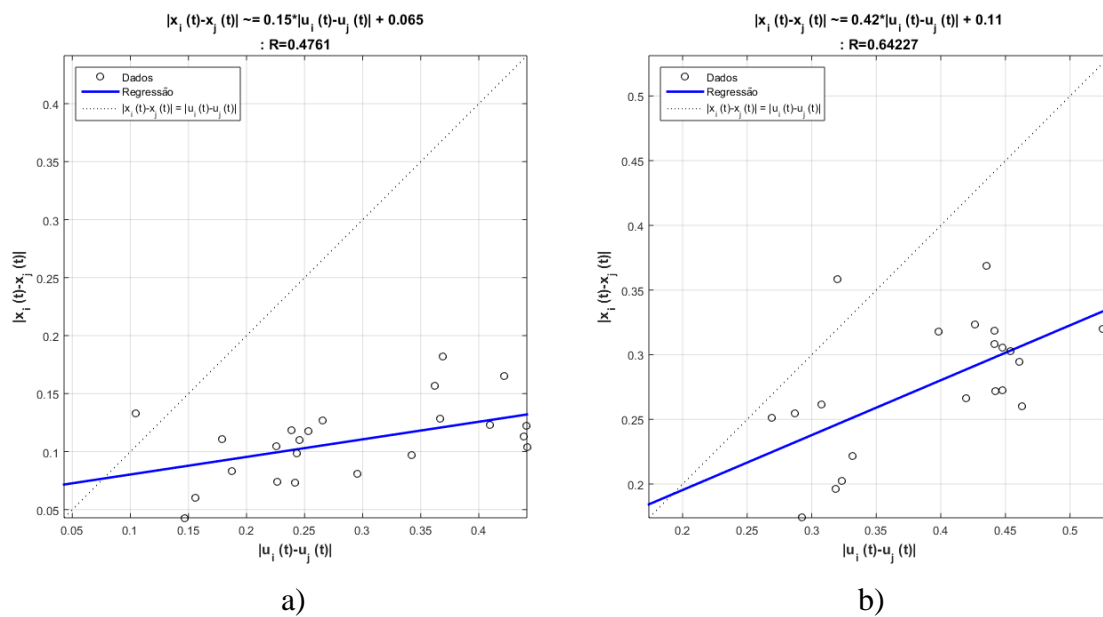 |x_i (t)-x_j (t)| ~= 0.15*|u_i (t)-u_j (t)| + 0.065
: R=0.4761
Dados
Regressão
|x_i (t)-x_j (t)| = |u_i (t)-u_j (t)|
0.4
0.35
0.3
0.25
0.2
0.15
0.1
0.05
|x_i (t)-x_j (t)|
0.05 0.1 0.15 0.2 0.25 0.3 0.35 0.4
|u_i (t)-u_j (t)|
a)
|x_i (t)-x_j (t)| ~= 0.42*|u_i (t)-u_j (t)| + 0.11
: R=0.64227
Dados
Regressão
|x_i (t)-x_j (t)| = |u_i (t)-u_j (t)|
0.5
0.45
0.4
0.35
0.3
0.25
0.2
|x_i (t)-x_j (t)|
0.2 0.25 0.3 0.35 0.4 0.45 0.5
|u_i (t)-u_j (t)|
b)